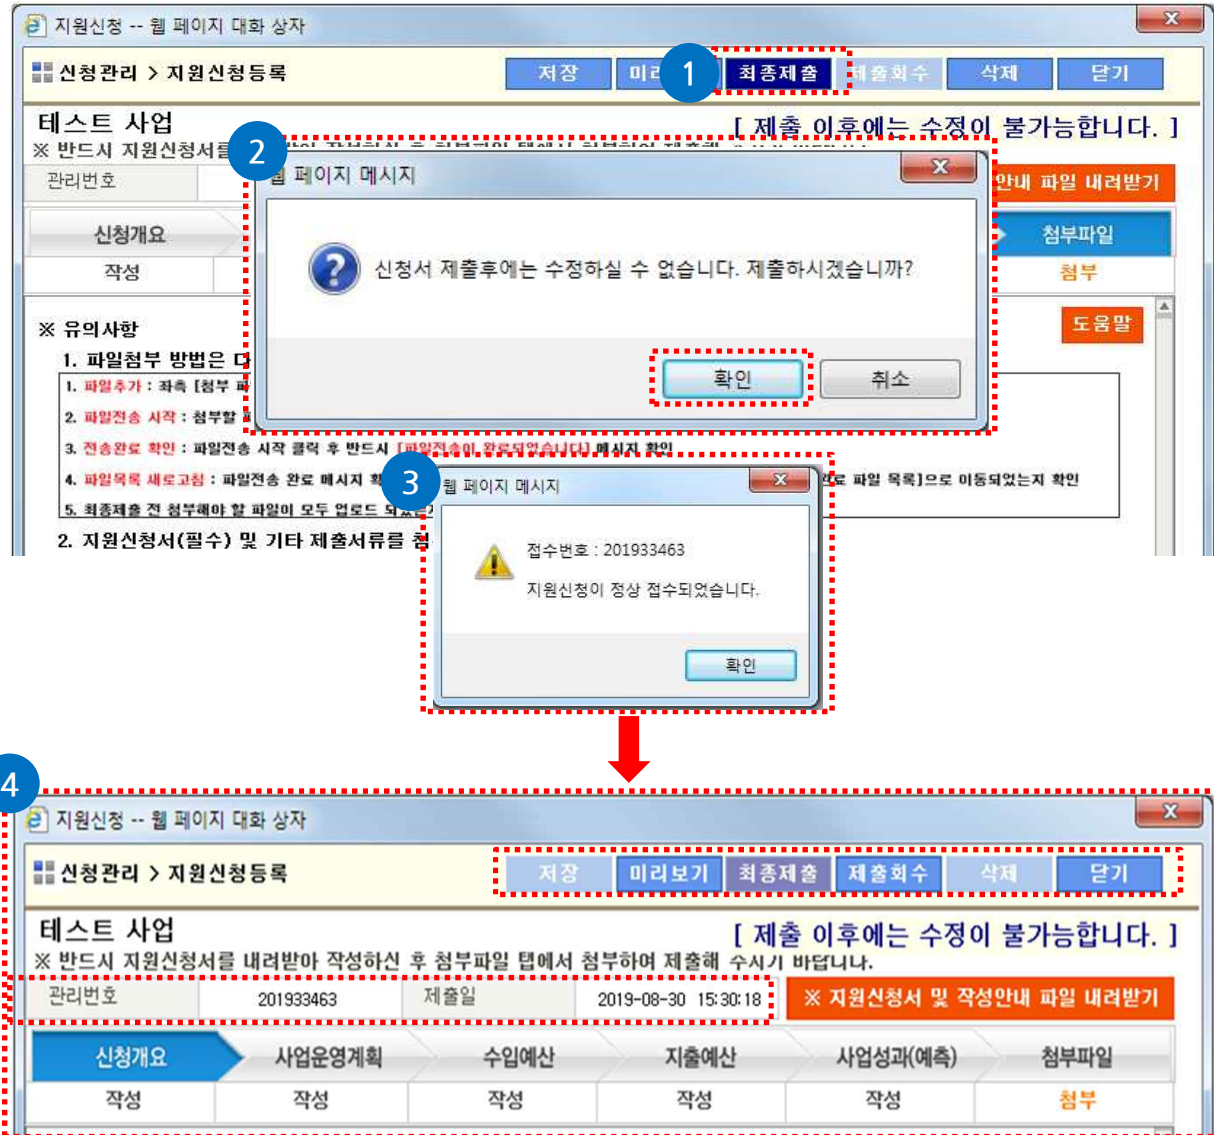 지원신청 -- 웹 페이지 대화 상자
신청관리 > 지원신청등록
저장
1
최종제출
제출회수
삭제
닫기
테스트 사업
[ 제출 이후에는 수정이 불가능합니다. ]
※ 반드시 지원신청서를
2
관리번호
웹 페이지 메시지
안내 파일 내려받기
신청개요
첨부파일
신청서 제출후에는 수정하실 수 없습니다. 제출하시겠습니까?
작성
첨부
※ 유의사항
도움말
1. 파일첨부 방법은
확인
취소
1. 파일추가 : 좌측 [첨부
2. 파일전송 시작 : 첨부할
3. 전송완료 확인 : 파일전송 시작 클릭 후 반드시 [파일전송이 완료되었습니다] 메시지 확인
4. 파일목록 새로고침 : 파일전송 완료 메시지
3
파일 목록]으로 이동되었는지 확인
웹 페이지 메시지
5. 최종제출 전 첨부해야 할 파일이 모두 업로드
2. 지원신청서(필수) 및 기타 제출서류를
접수번호 : 201933463
지원신청이 정상 접수되었습니다.
확인
4
지원신청 -- 웹 페이지 대화 상자
신청관리 > 지원신청등록
저장
미리보기
최종제출
제출회수
삭제
닫기
테스트 사업
[ 제출 이후에는 수정이 불가능합니다. ]
※ 반드시 지원신청서를 내려받아 작성하신 후 첨부파일 탭에서 첨부하여 제출해 주시기 바랍니다.
관리번호
201933463
제출일
2019-08-30 15:30:18
※ 지원신청서 및 작성안내 파일 내려받기
신청개요
사업운영계획
수입예산
지출예산
사업성과(예측)
첨부파일
작성
작성
작성
작성
작성
첨부